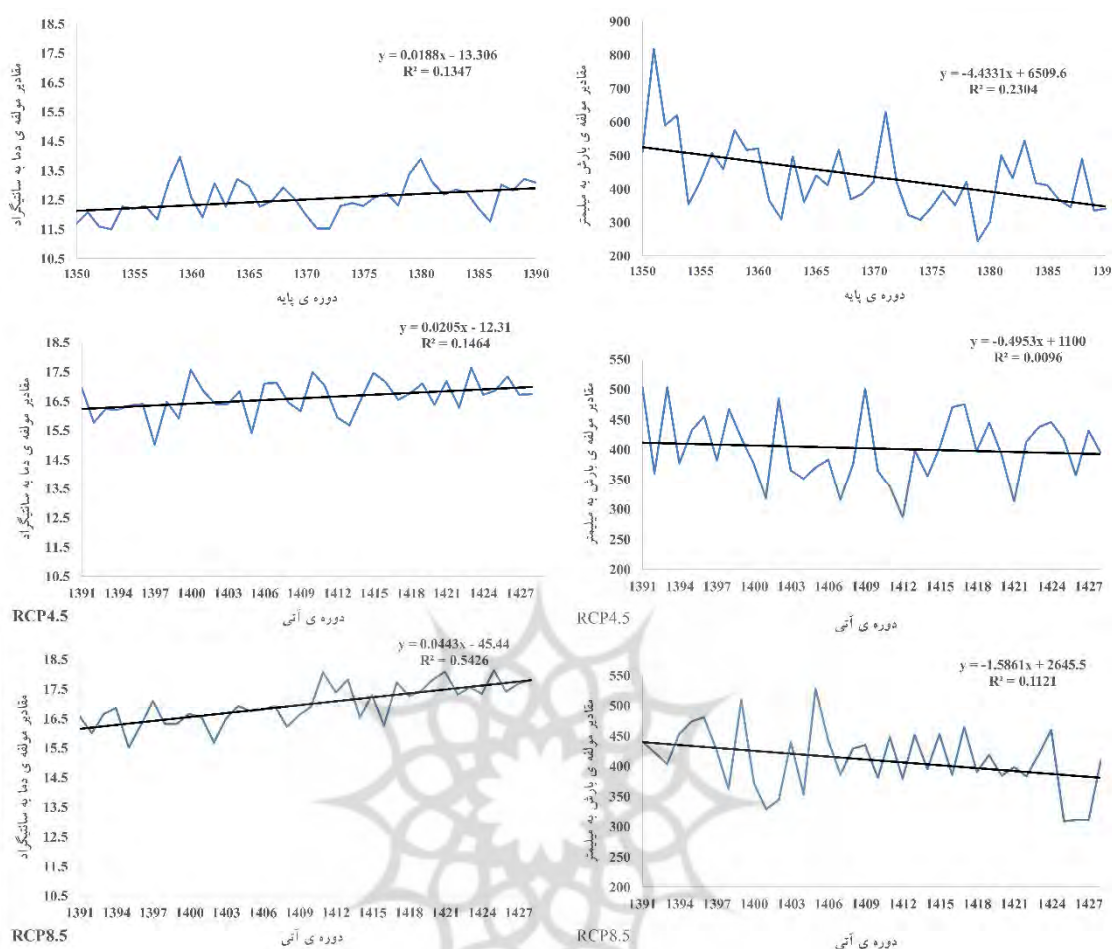 18.5
17.5
16.5
15.5
14.5
13.5
12.5
11.5
10.5
مقادیر مولفه ی دما به سانتیگراد
y = 0.0188x - 13.306
R² = 0.1347
1350 1355 1360 1365 1370 1375 1380 1385 1390
دوره ی پایه
900
800
700
600
500
400
300
200
مقادیر مولفه ی بارش به میلیمتر
y = -4.4331x + 6509.6
R² = 0.2304
1350 1355 1360 1365 1370 1375 1380 1385 139
دوره ی پایه
18.5
17.5
16.5
15.5
14.5
13.5
12.5
11.5
10.5
مقادیر مولفه ی دما به سانتیگراد
y = 0.0205x - 12.31
R² = 0.1464
1391 1394 1397 1400 1403 1406 1409 1412 1415 1418 1421 1424 1427
RCP4.5
دوره ی آتی
550
500
450
400
350
300
250
200
مقادیر مولفه ی بارش به میلیمتر
y = -0.4953x + 1100
R² = 0.0096
1391 1394 1397 1400 1403 1406 1409 1412 1415 1418 1421 1424 1427
RCP4.5
دوره ی آتی
18.5
17.5
16.5
15.5
14.5
13.5
12.5
11.5
10.5
مقادیر مولفه ی دما به سانتیگراد
y = 0.0443x - 45.44
R² = 0.5426
1391 1394 1397 1400 1403 1406 1409 1412 1415 1418 1421 1424 1427
RCP8.5
دوره ی آتی
550
500
450
400
350
300
250
200
مقادیر مولفه ی بارش به میلیمتر
y = -1.5861x + 2645.5
R² = 0.1121
1391 1394 1397 1400 1403 1406 1409 1412 1415 1418 1421 1424 1427
RCP8.5
دوره ی آتی